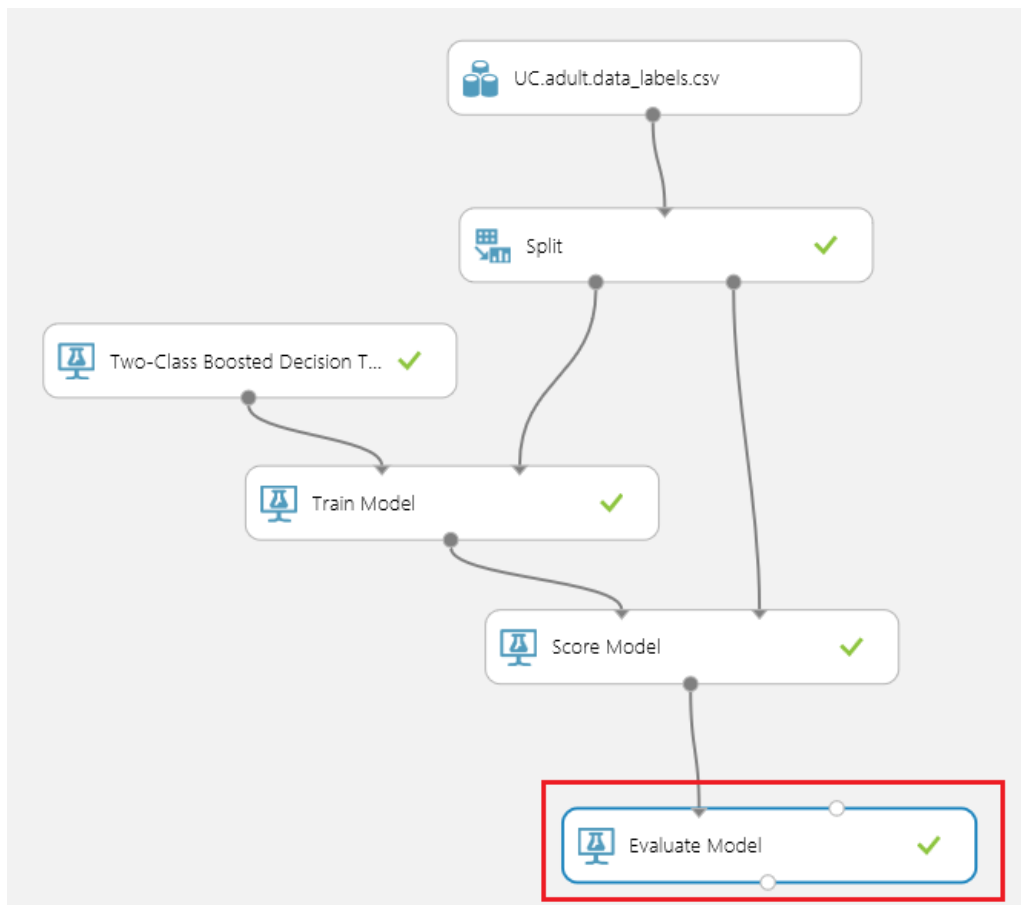 UC.adult.data_labels.csv
Split
Two-Class Boosted Decision T...
Train Model
Score Model
Evaluate Model